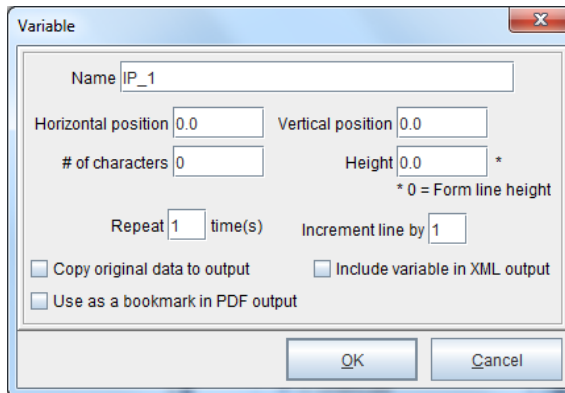 Variable
Name IP_1
Horizontal position 0.0 Vertical position 0.0
# of characters 0 Height 0.0 *
* 0 = Form line height
Repeat 1 time(s) Increment line by 1
Copy original data to output Include variable in XML output
Use as a bookmark in PDF output
OK Cancel